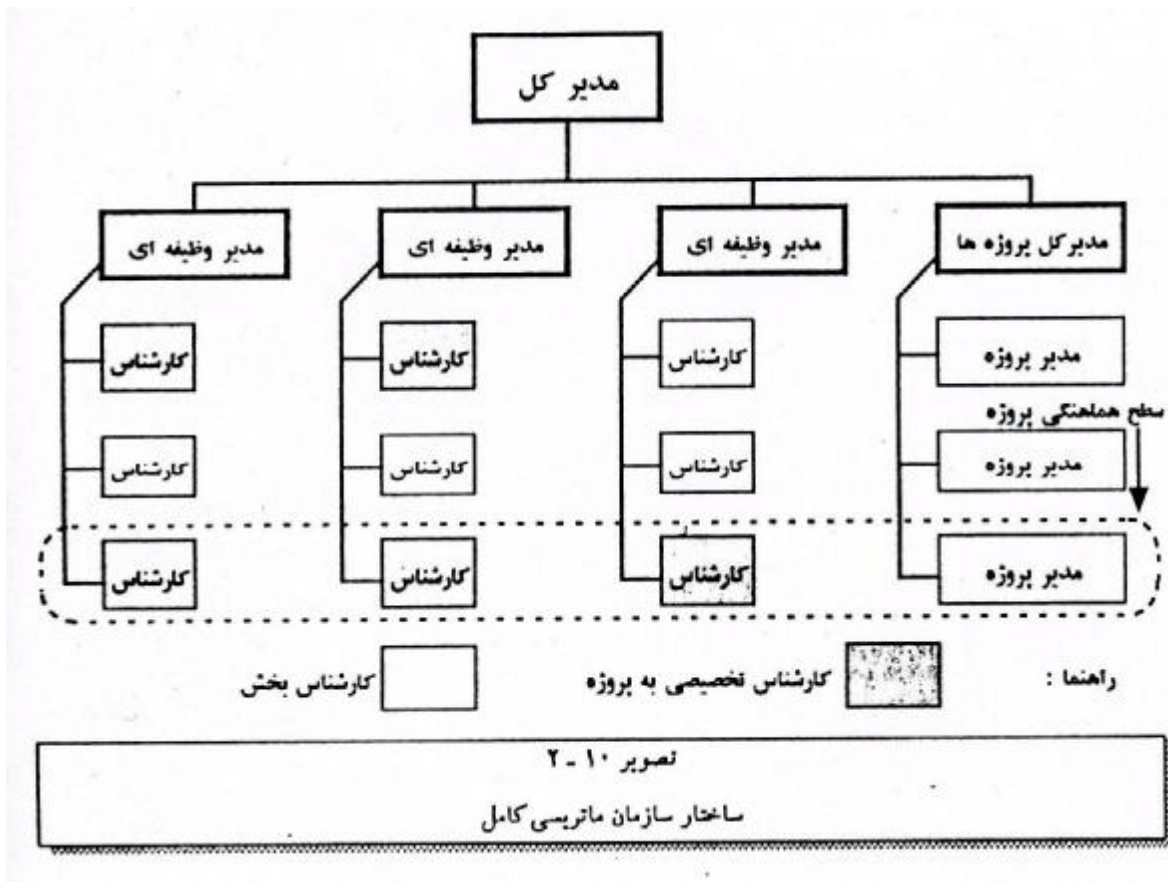 مدیر کل
مدیرکل پروژه ها
مدیر وظیفه ای
مدیر وظیفه ای
مدیر وظیفه ای
مدیر پروژه
کارشناس
کارشناس
کارشناس
سطح هماهنگی پروژه
مدیر پروژه
کارشناس
کارشناس
کارشناس
مدیر پروژه
کارشناس
کارشناس
کارشناس
راهنما :
کارشناس تخصیصی به پروژه
کارشناس بخش
تصویر ۱۰ ـ ۲
ساختار سازمان ماتریسی کامل